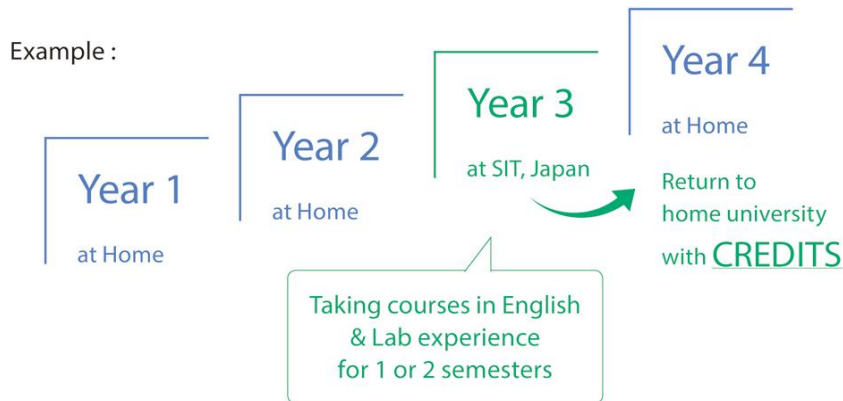 Example :
Year 1
at Home
Year 2
at Home
Year 3
at SIT, Japan
Taking courses in English
& Lab experience
for 1 or 2 semesters
Year 4
at Home
Return to
home university
with CREDITS